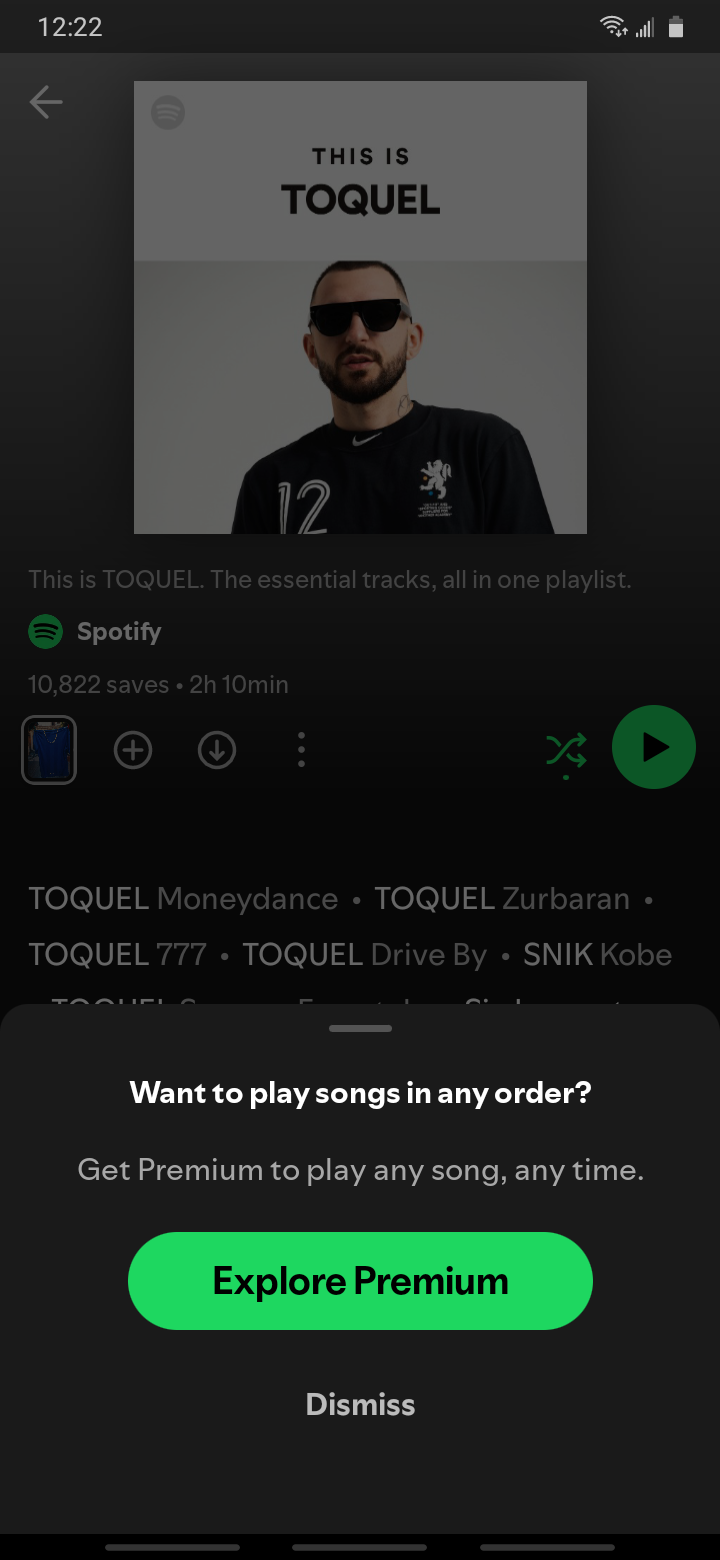 12:22
THIS IS
TOQUEL
12
This is TOQUEL. The essential tracks, all in one playlist.
Spotify
10,822 saves • 2h 10min
TOQUEL Moneydance • TOQUEL Zurbaran •
TOQUEL 777 • TOQUEL Drive By • SNIK Kobe
TOQUEL
Want to play songs in any order?
Get Premium to play any song, any time.
Explore Premium
Dismiss